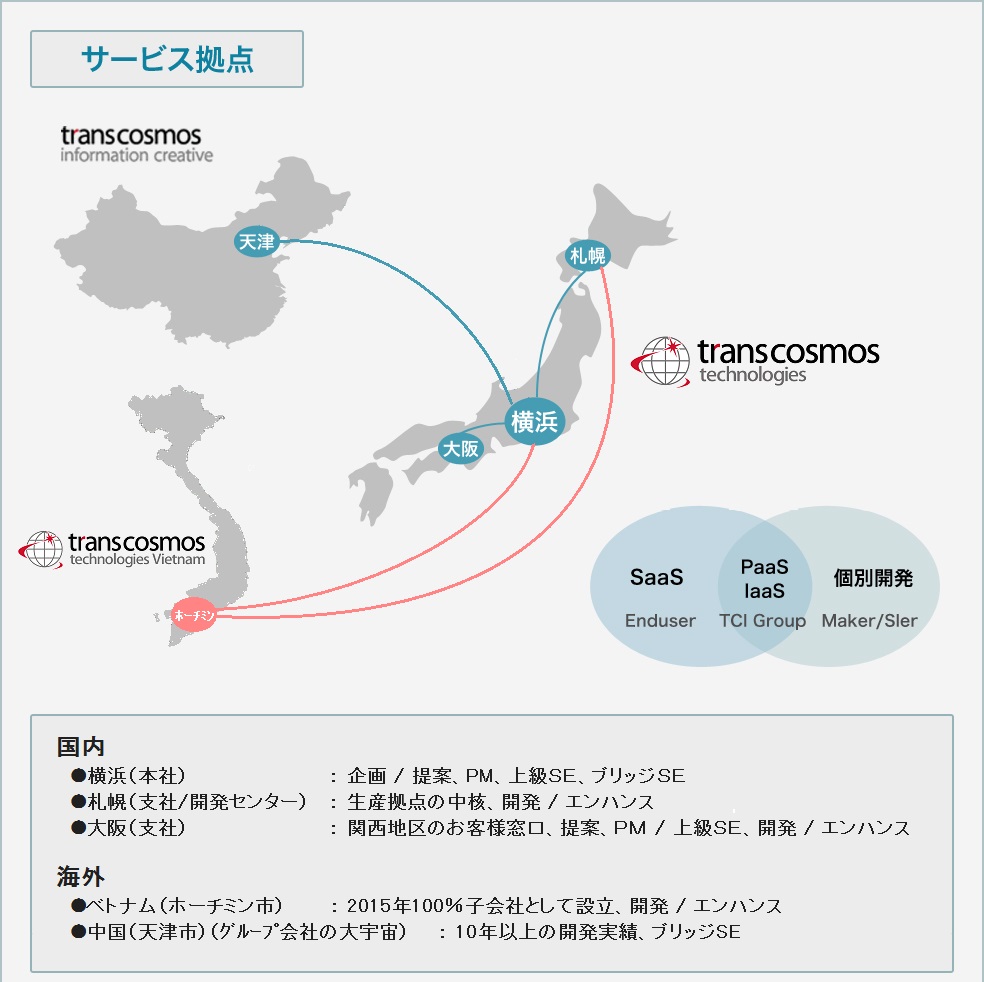 サービス拠点
transcosmos
information creative
天津
札幌
transcosmos
technologies
横浜
大阪
transcosmos
technologies Vietnam
ホーチミン
SaaS
Enduser
PaaS
IaaS
TCI Group
個別開発
Maker/Sler
国内
●横浜（本社） : 企画 / 提案、PM、上級SE、ブリッジSE
●札幌（支社/開発センター） : 生産拠点の中核、開発 / エンハンス
●大阪（支社） : 関西地区のお客様窓口、提案、PM / 上級SE、開発 / エンハンス
海外
●ベトナム（ホーチミン市） : 2015年100%子会社として設立、開発 / エンハンス
●中国（天津市）（ｸﾞﾙｰﾌﾟ会社の大宇宙） : 10年以上の開発実績、ブリッジSE